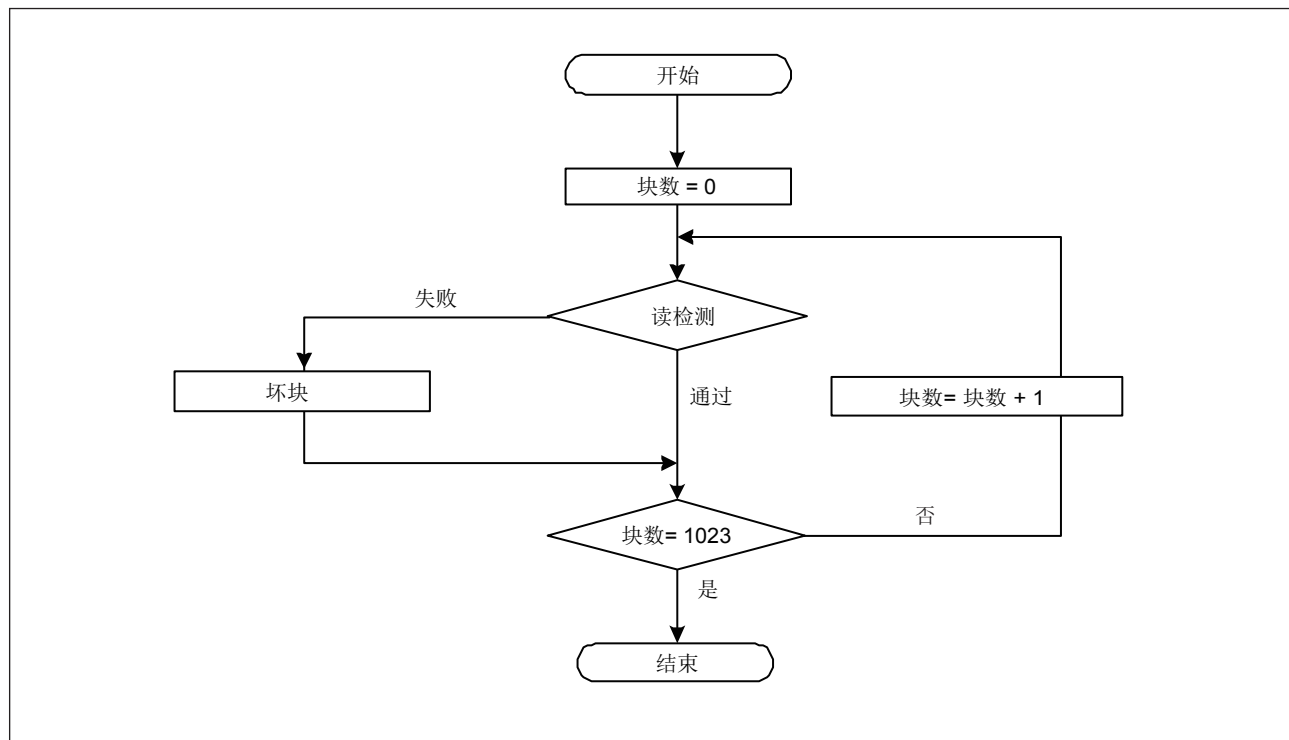 开始
块数 = 0
失败
读检测
坏块
通过
块数= 块数 + 1
块数= 1023
否
是
结束